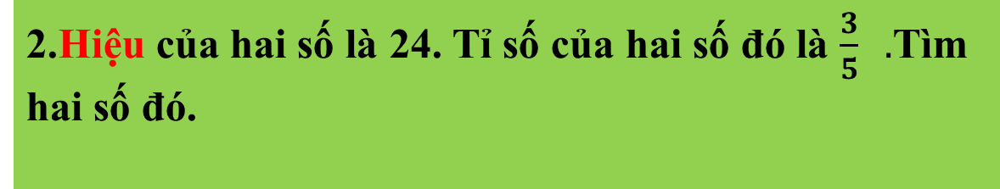 2.Hiệu của hai số là 24. Tỉ số của hai số đó là 3/5 .Tìm
hai số đó.